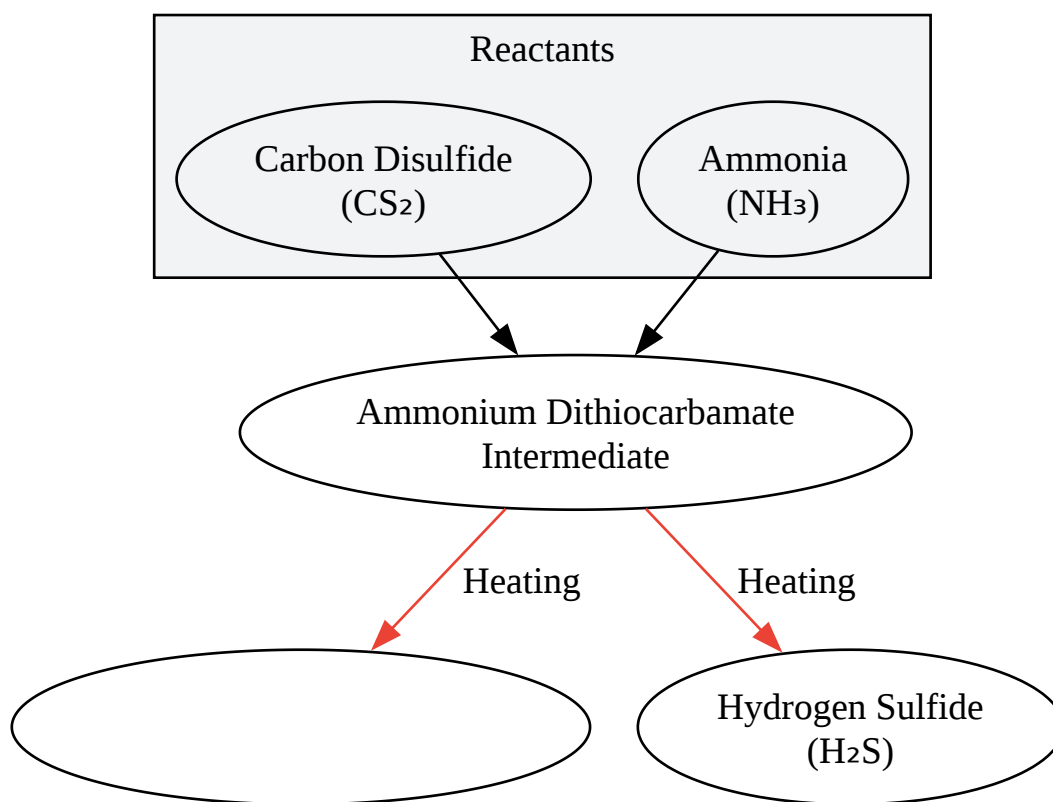 Reactants
Carbon Disulfide
(CS₂)
Ammonia
(NH₃)
Ammonium Dithiocarbamate
Intermediate
Heating
Heating
Hydrogen Sulfide
(H₂S)